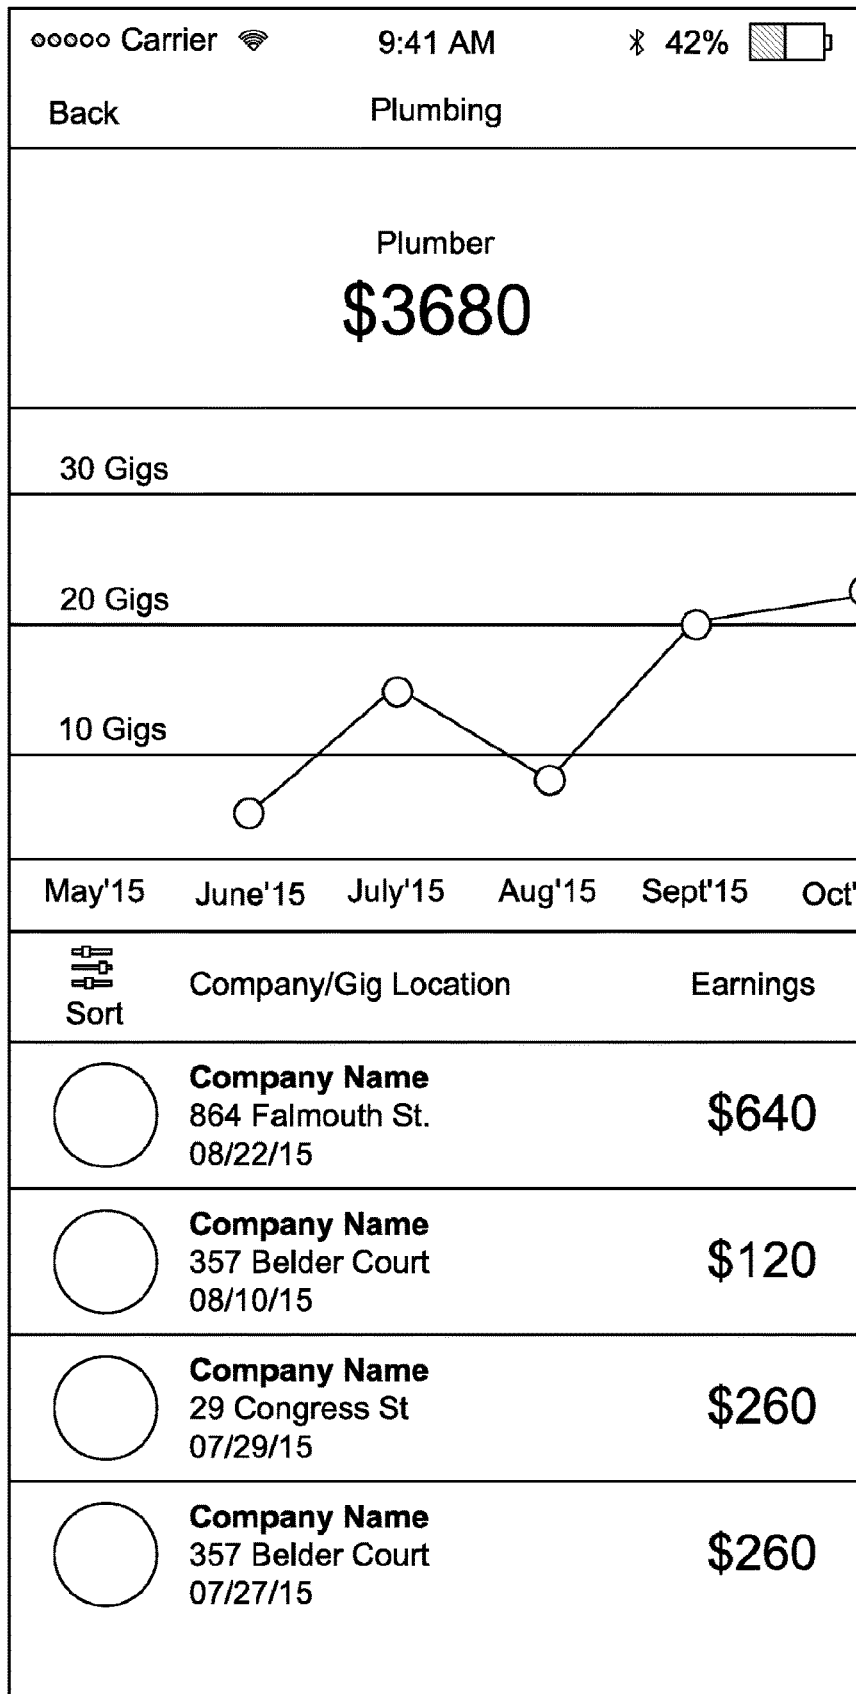 Carrier 9:41 AM 42%
Back Plumbing
Plumber
$3680
30 Gigs
20 Gigs
10 Gigs
May'15 June'15 July'15 Aug'15 Sept'15 Oct'
Sort Company/Gig Location Earnings
Company Name
864 Falmouth St.
08/22/15
$640
Company Name
357 Belder Court
08/10/15
$120
Company Name
29 Congress St
07/29/15
$260
Company Name
357 Belder Court
07/27/15
$260